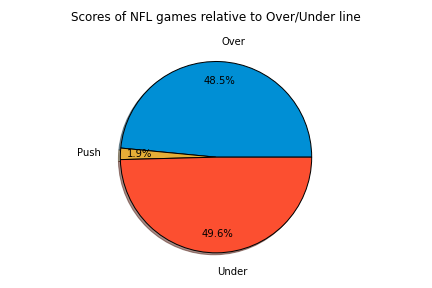 Scores of NFL games relative to Over/Under line
Over
48.5%
Push
1.9%
49.6%
Under